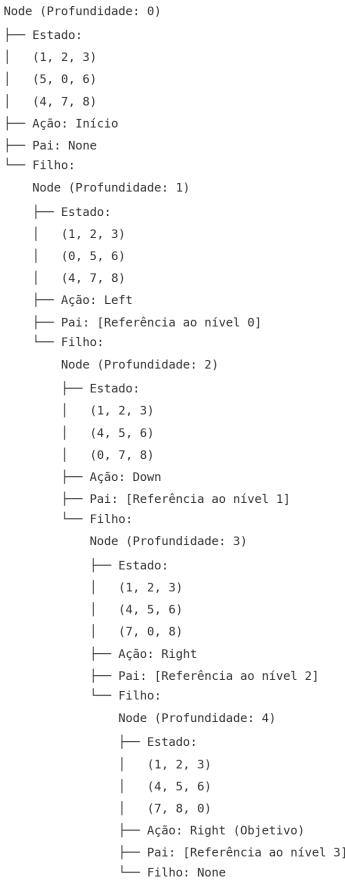 Node (Profundidade: 0)
├── Estado:
│   (1, 2, 3)
│   (5, 0, 6)
│   (4, 7, 8)
├── Ação: Início
├── Pai: None
└── Filho:
    Node (Profundidade: 1)
    ├── Estado:
    │   (1, 2, 3)
    │   (0, 5, 6)
    │   (4, 7, 8)
    ├── Ação: Left
    ├── Pai: [Referência ao nível 0]
    └── Filho:
        Node (Profundidade: 2)
        ├── Estado:
        │   (1, 2, 3)
        │   (4, 5, 6)
        │   (0, 7, 8)
        ├── Ação: Down
        ├── Pai: [Referência ao nível 1]
        └── Filho:
            Node (Profundidade: 3)
            ├── Estado:
            │   (1, 2, 3)
            │   (4, 5, 6)
            │   (7, 0, 8)
            ├── Ação: Right
            ├── Pai: [Referência ao nível 2]
            └── Filho:
                Node (Profundidade: 4)
                ├── Estado:
                │   (1, 2, 3)
                │   (4, 5, 6)
                │   (7, 8, 0)
                ├── Ação: Right (Objetivo)
                ├── Pai: [Referência ao nível 3]
                └── Filho: None